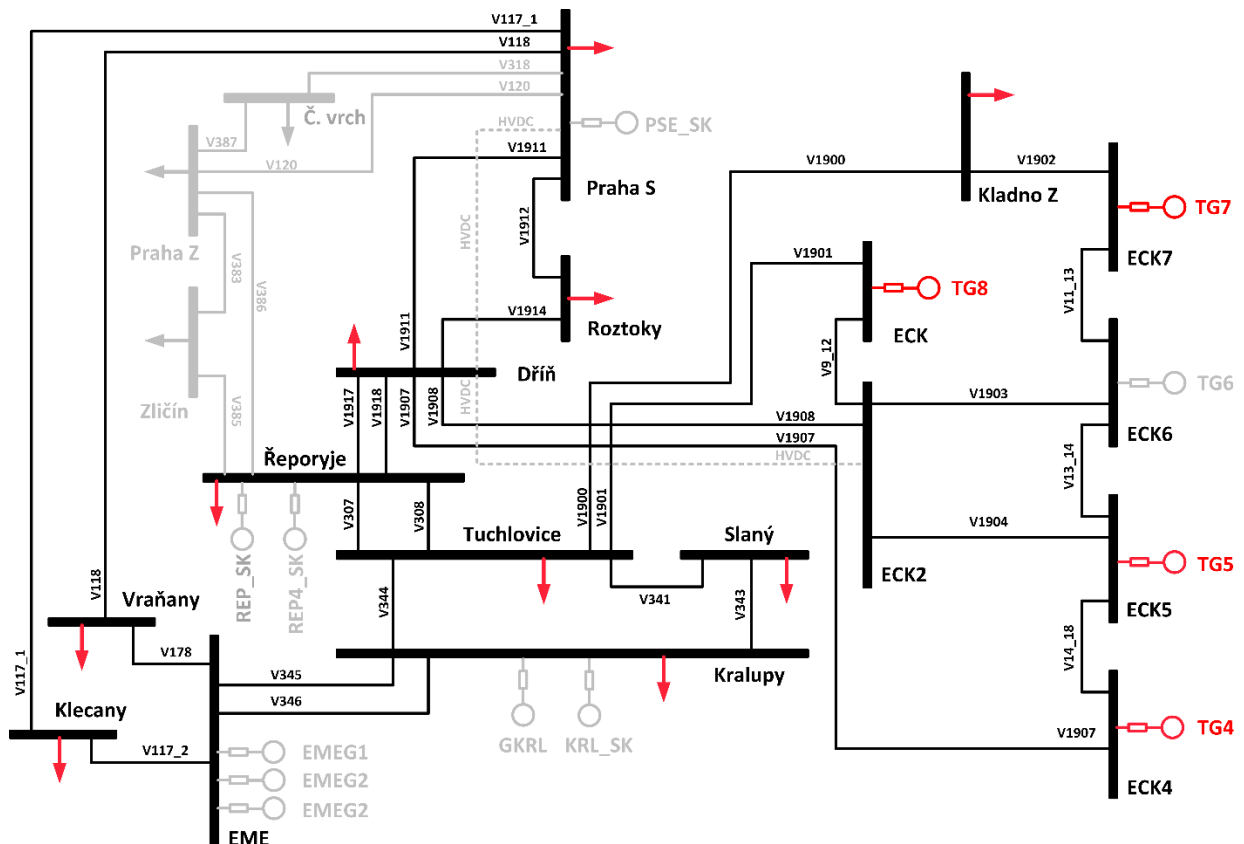 V117_1
V118
V318
V120
Č. vrch
HVDC
PSE_SK
V387
V120
V1911
Praha S
V1900
V1902
Kladno Z
TG7
HVDC
V1912
Praha Z
V383
V386
V1901
ECK7
TG8
V11_13
Roztoky
V1914
V1911
ECK
V9_12
Dříň
TG6
Zličín
V385
V1917
V1918
V1907
V1908
HVDC
V1903
V1908
ECK6
V1907
HVDC
Řeporyje
V13_14
V307
V308
V1900
V1901
REP_SK
REP4_SK
Tuchlovice
Slaný
V1904
TG5
ECK2
ECK5
V118
Vraňany
V344
V341
V343
V178
V14_18
V117_1
V345
Kralupy
V346
Klecany
V117_2
GKRL
KRL_SK
V1907
TG4
EMEG1
EMEG2
EMEG2
ECK4
EME